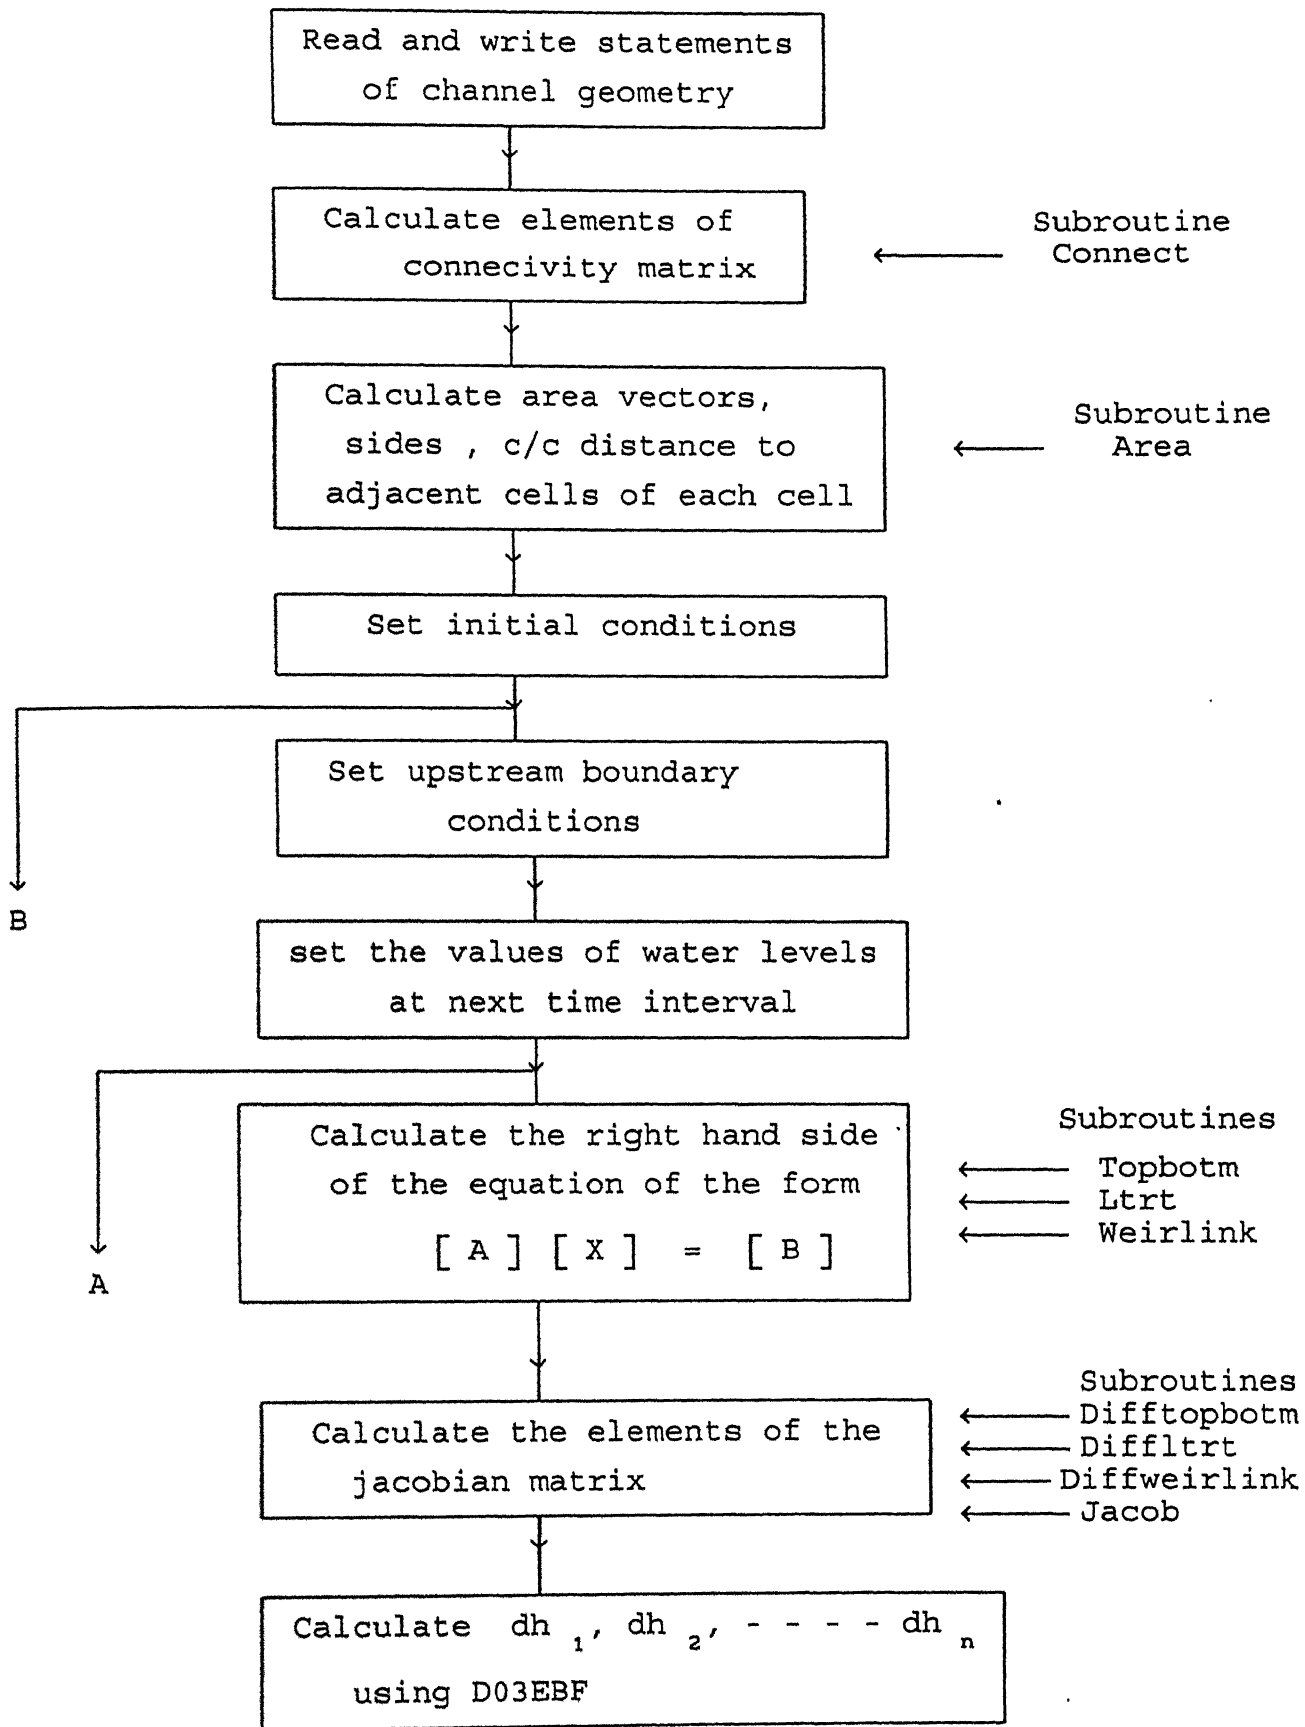 Read and write statements
of channel geometry
Calculate elements of
connecivity matrix
Subroutine
Connect
Calculate area vectors,
sides , c/c distance to
adjacent cells of each cell
Subroutine
Area
Set initial conditions
Set upstream boundary
conditions
B
set the values of water levels
at next time interval
Calculate the right hand side
of the equation of the form
[ A ] [ X ] = [ B ]
Subroutines
Topbotm
Ltrt
Weirlink
A
Calculate the elements of the
jacobian matrix
Subroutines
Difftopbotm
Diffltrt
Diffweirlink
Jacob
Calculate dh 1, dh 2, - - - - dh n
using D03EBF